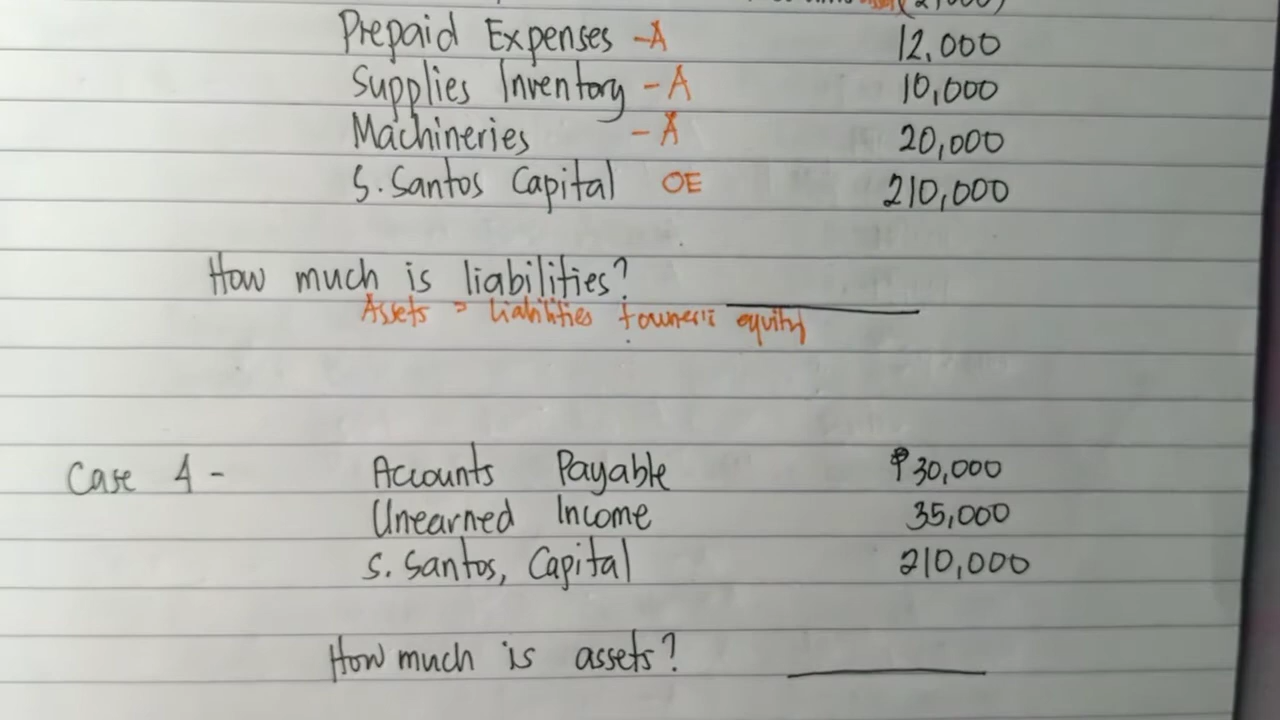 Prepaid Expenses -A 12,000
Supplies Inventory - A 10,000
Machineries - A 20,000
S. Santos Capital OE 210,000
How much is liabilities?
Assets = liabilities + owner's equity
Case 4 - Accounts Payable ₱30,000
Unearned Income 35,000
S. Santos, Capital 210,000
How much is assets?